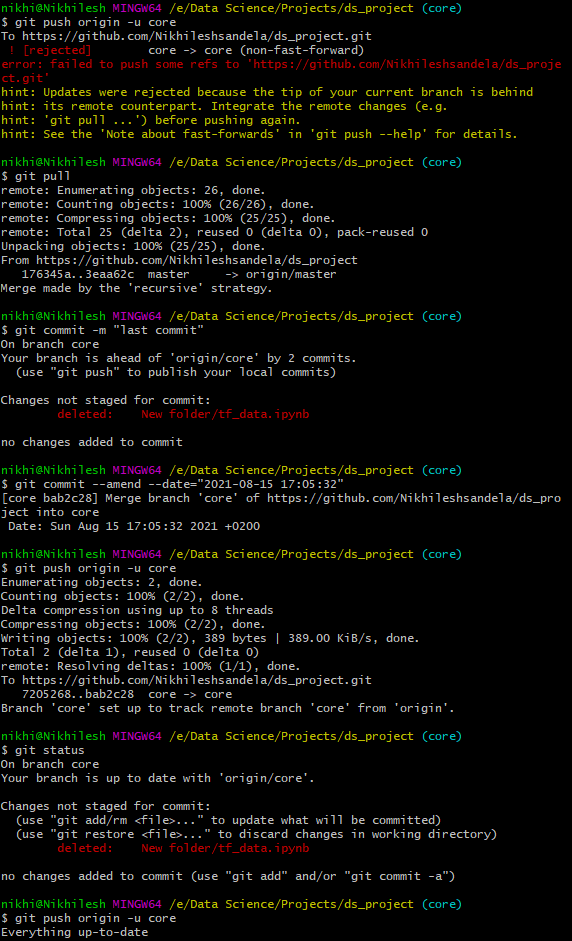 nikhi@Nikhilesh MINGW64 /e/Data Science/Projects/ds_project (core)
$ git push origin -u core
To https://github.com/Nikhileshsandela/ds_project.git
 ! [rejected]        core -> core (non-fast-forward)
error: failed to push some refs to 'https://github.com/Nikhileshsandela/ds_proje
ct.git'
hint: Updates were rejected because the tip of your current branch is behind
hint: its remote counterpart. Integrate the remote changes (e.g.
hint: 'git pull ...') before pushing again.
hint: See the 'Note about fast-forwards' in 'git push --help' for details.

nikhi@Nikhilesh MINGW64 /e/Data Science/Projects/ds_project (core)
$ git pull
remote: Enumerating objects: 26, done.
remote: Counting objects: 100% (26/26), done.
remote: Compressing objects: 100% (25/25), done.
remote: Total 25 (delta 2), reused 0 (delta 0), pack-reused 0
Unpacking objects: 100% (25/25), done.
From https://github.com/Nikhileshsandela/ds_project
   176345a..3eaa62c  master     -> origin/master
Merge made by the 'recursive' strategy.

nikhi@Nikhilesh MINGW64 /e/Data Science/Projects/ds_project (core)
$ git commit -m "last commit"
On branch core
Your branch is ahead of 'origin/core' by 2 commits.
  (use "git push" to publish your local commits)

Changes not staged for commit:
        deleted:    New folder/tf_data.ipynb

no changes added to commit

nikhi@Nikhilesh MINGW64 /e/Data Science/Projects/ds_project (core)
$ git commit --amend --date="2021-08-15 17:05:32"
[core bab2c28] Merge branch 'core' of https://github.com/Nikhileshsandela/ds_pro
ject into core
 Date: Sun Aug 15 17:05:32 2021 +0200

nikhi@Nikhilesh MINGW64 /e/Data Science/Projects/ds_project (core)
$ git push origin -u core
Enumerating objects: 2, done.
Counting objects: 100% (2/2), done.
Delta compression using up to 8 threads
Compressing objects: 100% (2/2), done.
Writing objects: 100% (2/2), 389 bytes | 389.00 KiB/s, done.
Total 2 (delta 1), reused 0 (delta 0)
remote: Resolving deltas: 100% (1/1), done.
To https://github.com/Nikhileshsandela/ds_project.git
   7205268..bab2c28  core -> core
Branch 'core' set up to track remote branch 'core' from 'origin'.

nikhi@Nikhilesh MINGW64 /e/Data Science/Projects/ds_project (core)
$ git status
On branch core
Your branch is up to date with 'origin/core'.

Changes not staged for commit:
  (use "git add/rm <file>..." to update what will be committed)
  (use "git restore <file>..." to discard changes in working directory)
        deleted:    New folder/tf_data.ipynb

no changes added to commit (use "git add" and/or "git commit -a")

nikhi@Nikhilesh MINGW64 /e/Data Science/Projects/ds_project (core)
$ git push origin -u core
Everything up-to-date